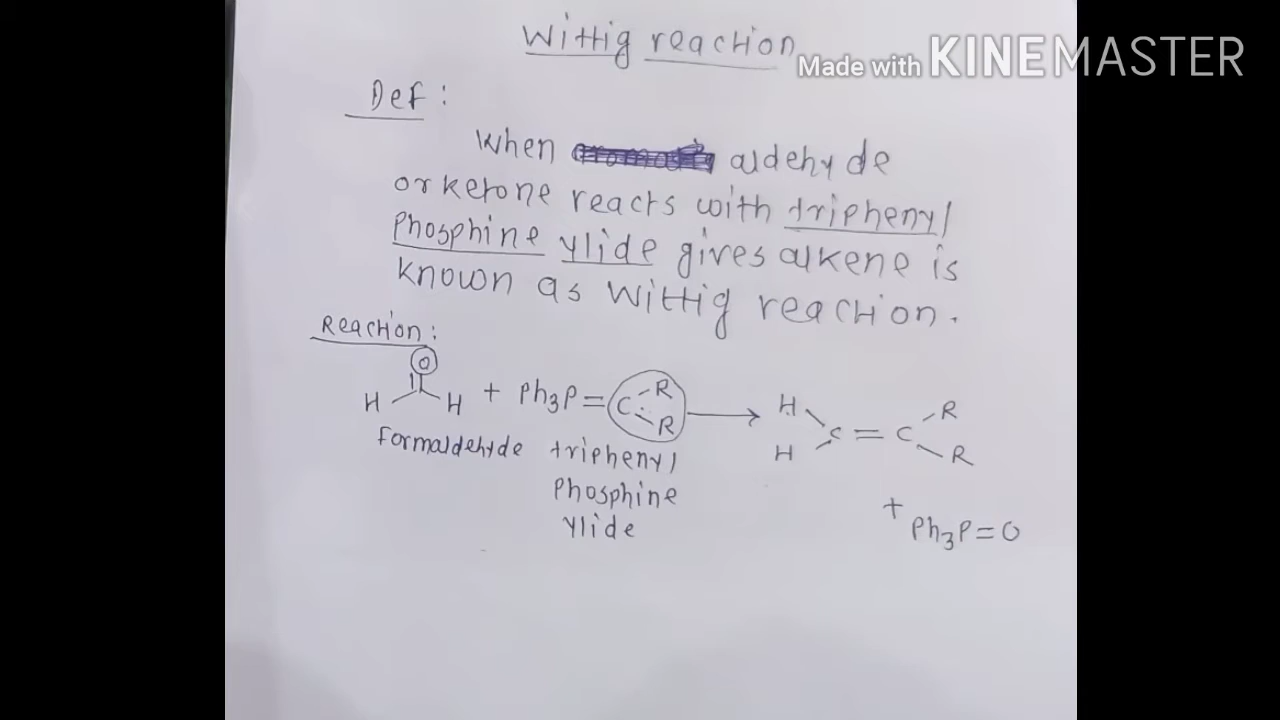 Wittig reaction
Made with KINEMASTER
Def:
When aldehyde
or ketone reacts with triphenyl
phosphine ylide gives alkene is
known as Wittig reaction.
Reaction:
O
H H + Ph3P=C R R → H H C=C R R
Formaldehyde triphenyl
phosphine
ylide
+ Ph3P=O